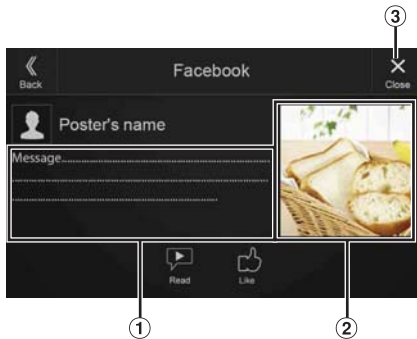 ③
Back
Facebook
Close
Poster's name
Message...............................................................
................................................................................
................................................................
Read
Like
①
②